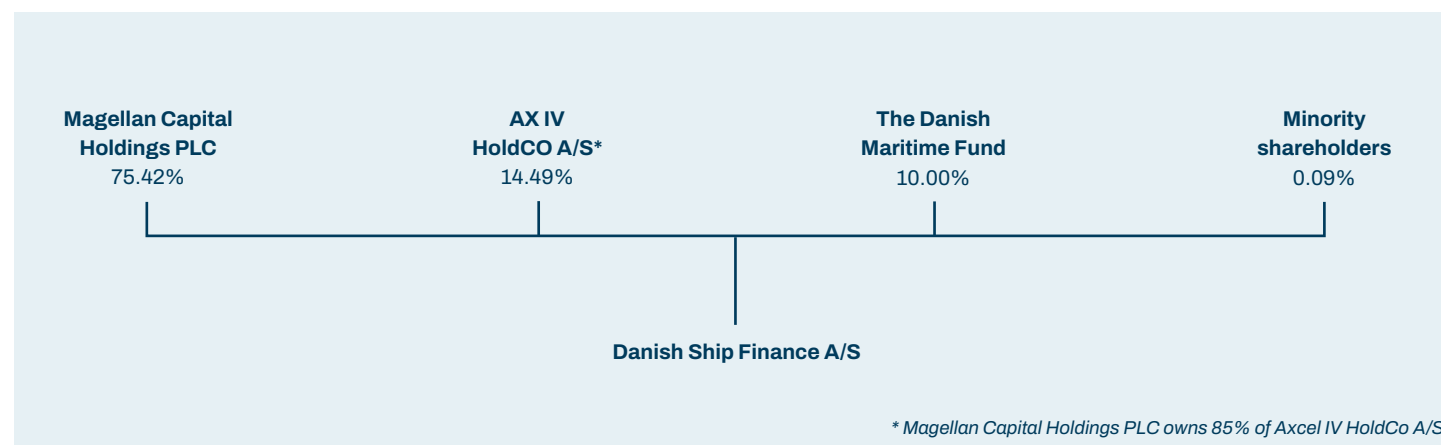 Magellan Capital
Holdings PLC
75.42%
AX IV
HoldCO A/S*
14.49%
The Danish
Maritime Fund
10.00%
Minority
shareholders
0.09%
Danish Ship Finance A/S
* Magellan Capital Holdings PLC owns 85% of Axcel IV HoldCo A/S